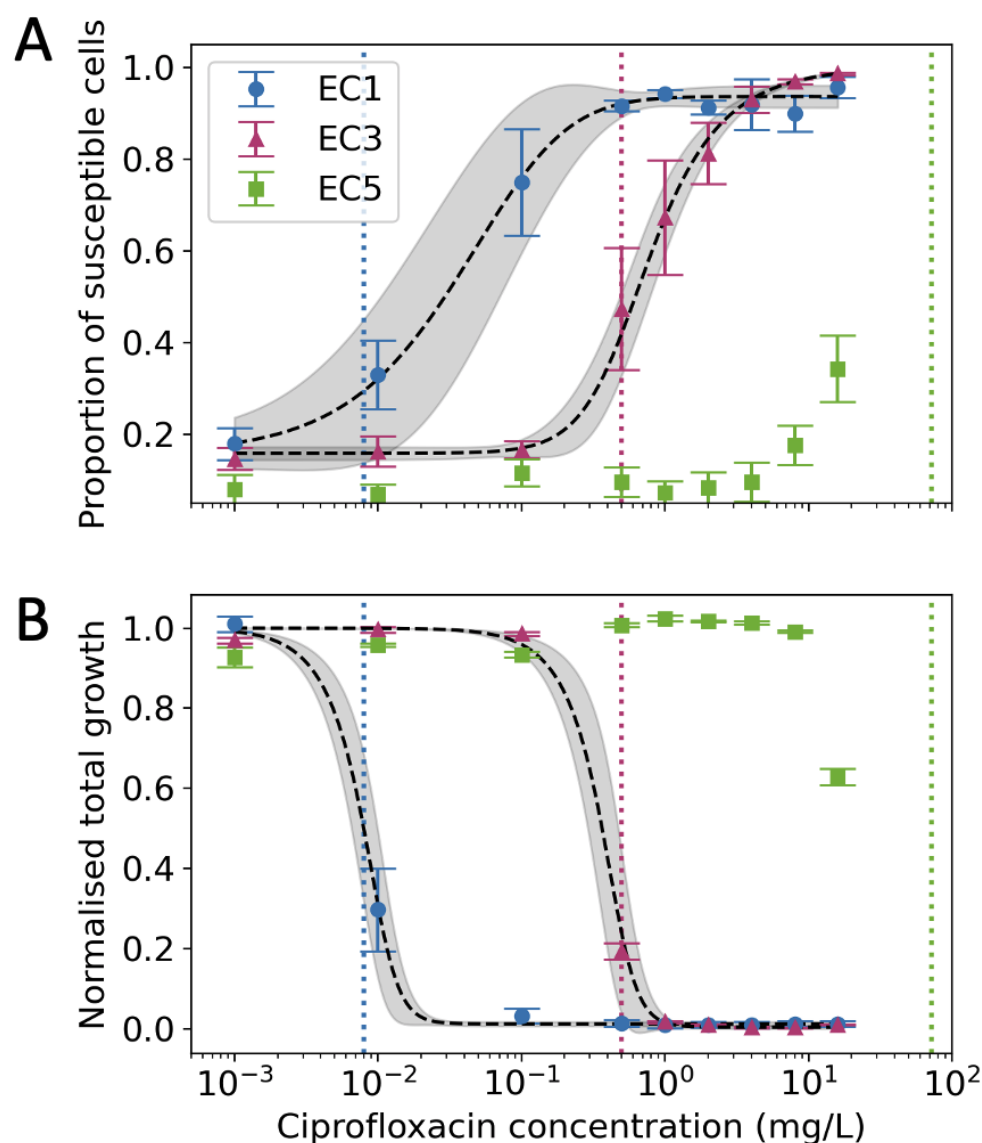 A
Proportion of susceptible cells
1.0
0.8
0.6
0.4
0.2
EC1
EC3
EC5
B
Normalised total growth
1.0
0.8
0.6
0.4
0.2
0.0
10⁻³ 10⁻² 10⁻¹ 10⁰ 10¹ 10²
Ciprofloxacin concentration (mg/L)